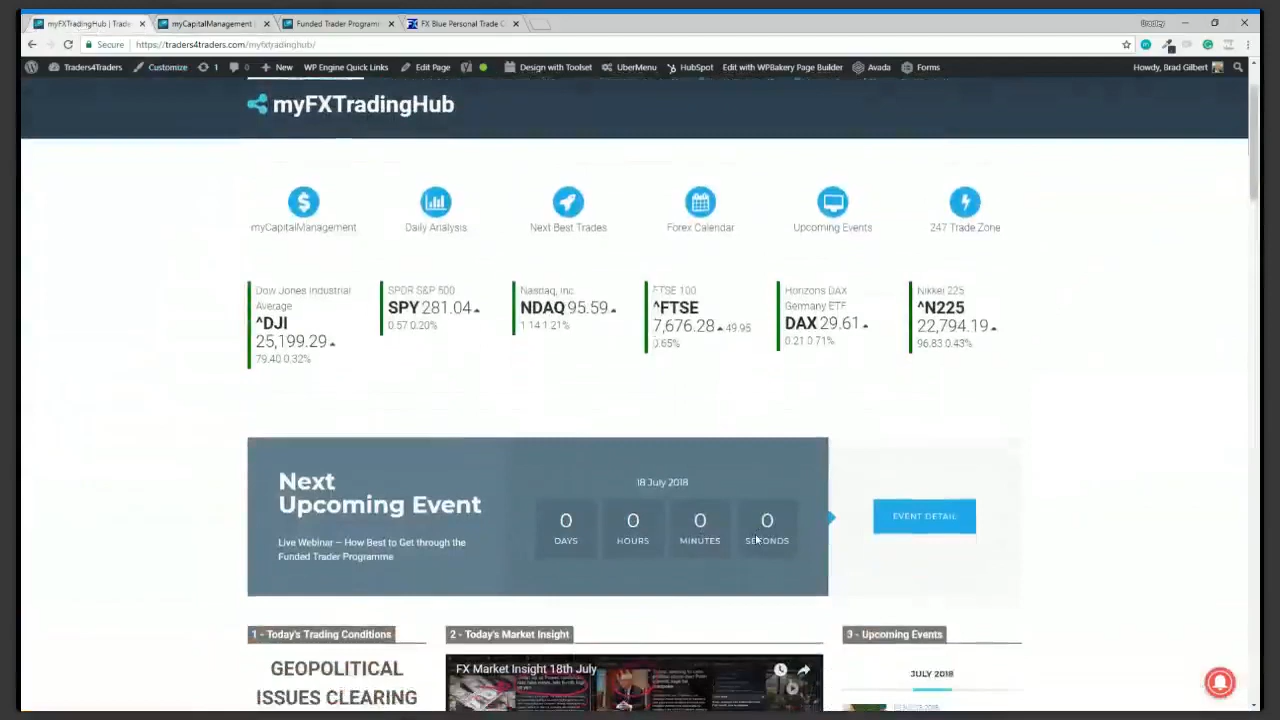 myFXTradingHub | Trade
myCapitalManagement |
Funded Trader Program
FX Blue Personal Trade
Bradley
Secure
https://traders4traders.com/myfxtradinghub/
Traders4Traders
Customize
1
0
New
WP Engine Quick Links
Edit Page
Design with Toolset
UberMenu
HubSpot
Edit with WPBakery Page Builder
Avada
Forms
Howdy, Brad Gilbert
myFXTradingHub
myCapitalManagement
Daily Analysis
Next Best Trades
Forex Calendar
Upcoming Events
247 Trade Zone
Dow Jones Industrial
Average
^DJI
25,199.29
79.40 0.32%
SPDR S&P 500
SPY 281.04
0.57 0.20%
Nasdaq, Inc.
NDAQ 95.59
1.14 1.21%
FTSE 100
^FTSE
7,676.28 49.95
0.65%
Horizons DAX
Germany ETF
DAX 29.61
0.21 0.71%
Nikkei 225
^N225
22,794.19
96.83 0.43%
Next
Upcoming Event
Live Webinar – How Best to Get through the
Funded Trader Programme
18 July 2018
0 0 0 0
DAYS HOURS MINUTES SECONDS
EVENT DETAIL
1 - Today's Trading Conditions
GEOPOLITICAL
ISSUES CLEARING
2 - Today's Market Insight
FX Market Insight 18th July
3 - Upcoming Events
JULY 2018